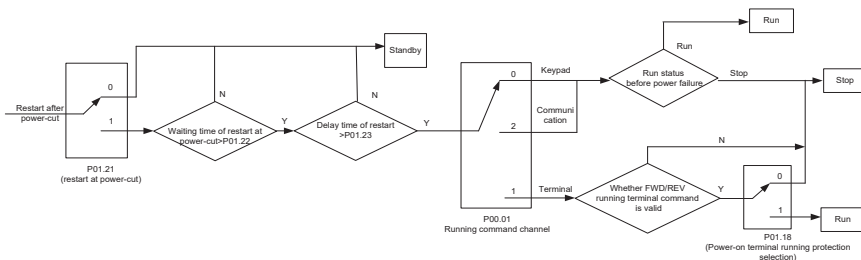 Run
Run
Standby
0
N
N
0
Keypad
Run status
before power failure
Stop
Stop
Restart after
power-cut
1
Waiting time of restart at
power-cut>P01.22
Y
Delay time of restart
>P01.23
Y
Communi
cation
2
N
P01.21
(restart at power-cut)
1
Terminal
Whether FWD/REV
running terminal command
is valid
Y
0
1
Run
P00.01
Running command channel
P01.18
(Power-on terminal running protection
selection)